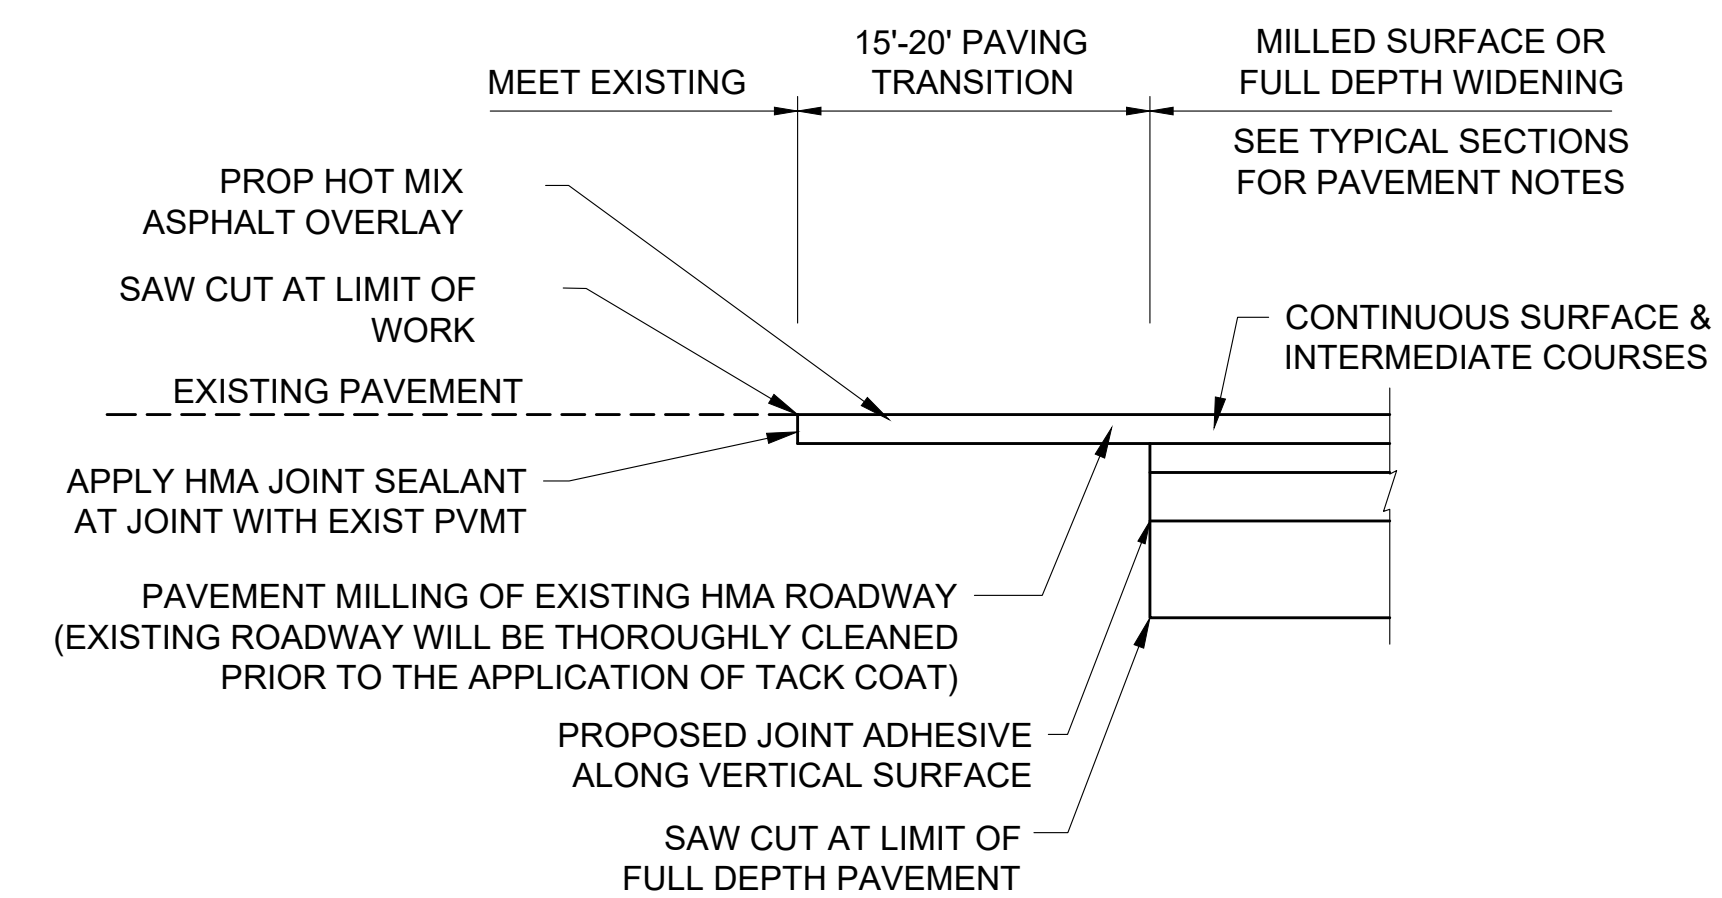 MEET EXISTING
15'-20' PAVING
TRANSITION
MILLED SURFACE OR
FULL DEPTH WIDENING
SEE TYPICAL SECTIONS
FOR PAVEMENT NOTES
PROP HOT MIX
ASPHALT OVERLAY
SAW CUT AT LIMIT OF
WORK
CONTINUOUS SURFACE &
INTERMEDIATE COURSES
EXISTING PAVEMENT
APPLY HMA JOINT SEALANT
AT JOINT WITH EXIST PVMT
PAVEMENT MILLING OF EXISTING HMA ROADWAY
(EXISTING ROADWAY WILL BE THOROUGHLY CLEANED
PRIOR TO THE APPLICATION OF TACK COAT)
PROPOSED JOINT ADHESIVE
ALONG VERTICAL SURFACE
SAW CUT AT LIMIT OF
FULL DEPTH PAVEMENT